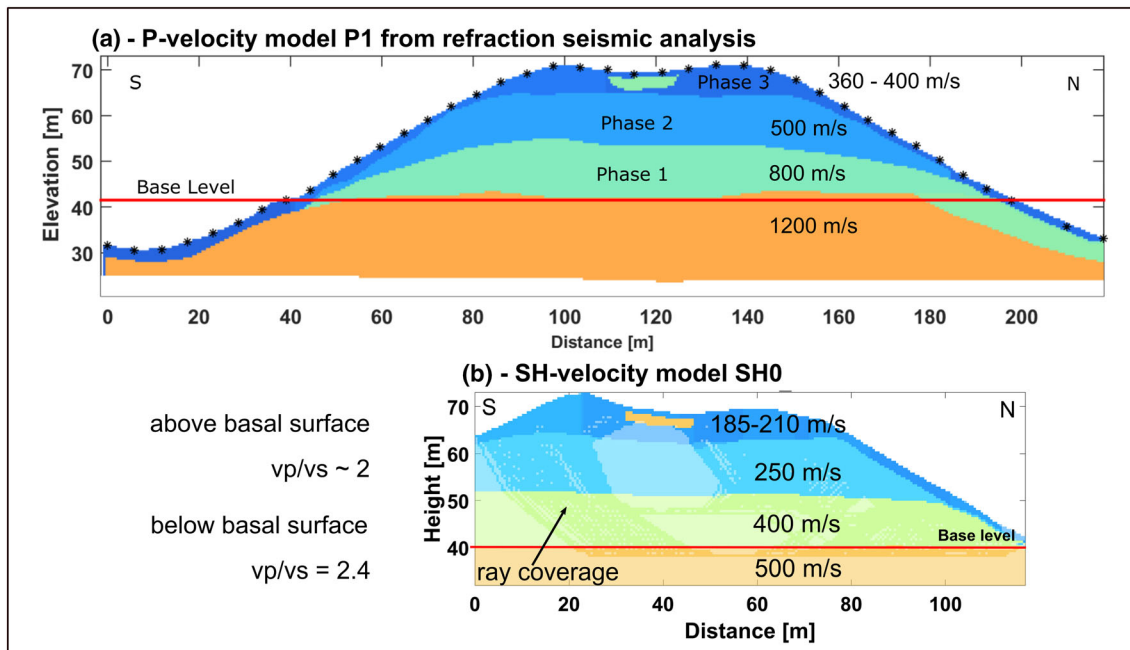 (a) - P-velocity model P1 from refraction seismic analysis
70
60
50
40
30
Elevation [m]
S
N
Phase 3
360 - 400 m/s
Phase 2
500 m/s
Phase 1
800 m/s
Base Level
1200 m/s
0 20 40 60 80 100 120 140 160 180 200
Distance [m]
(b) - SH-velocity model SH0
above basal surface
vp/vs ~ 2
below basal surface
vp/vs = 2.4
70
60
50
40
Height [m]
S
N
185-210 m/s
250 m/s
400 m/s
Base level
ray coverage
500 m/s
0 20 40 60 80 100
Distance [m]